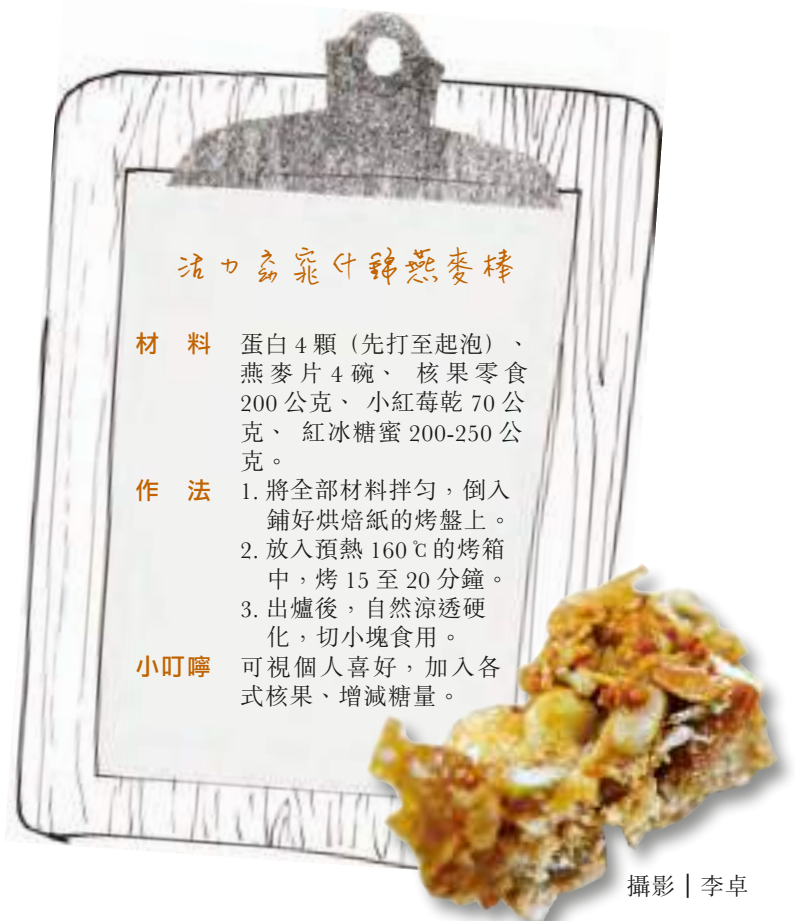 活力窈窕什錦燕麥棒
材　料　蛋白 4 顆（先打至起泡）、
燕麥片 4 碗、 核果零食
200 公克、 小紅莓乾 70 公
克、 紅冰糖蜜 200-250 公
克。
作　法　1. 將全部材料拌勻，倒入
鋪好烘焙紙的烤盤上。
2. 放入預熱 160℃的烤箱
中，烤 15 至 20 分鐘。
3. 出爐後，自然涼透硬
化，切小塊食用。
小叮嚀　可視個人喜好，加入各
式核果、增減糖量。
攝影｜李卓